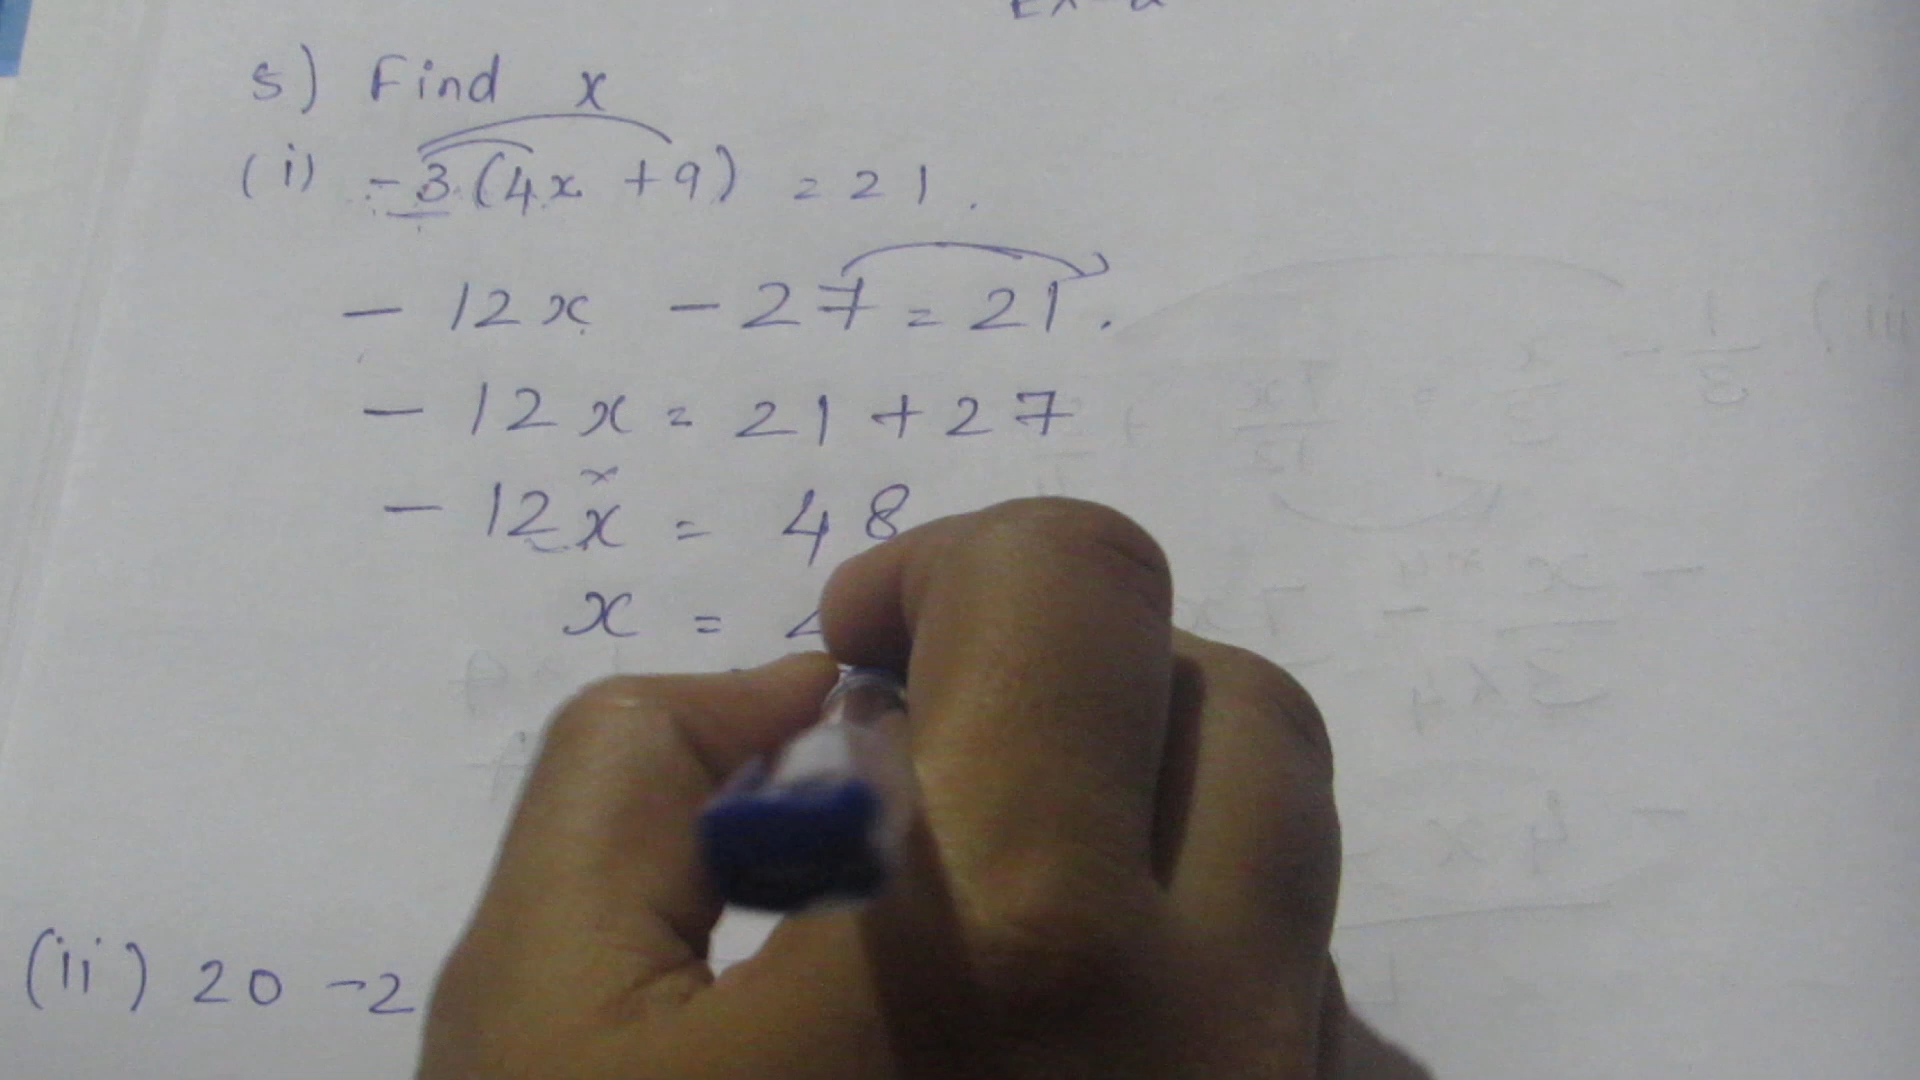 5) Find x
(i) -3(4x +9) = 21.
- 12x - 27 = 21.
- 12x = 21 + 27
- 12x = 48
x =
(ii) 20 -2